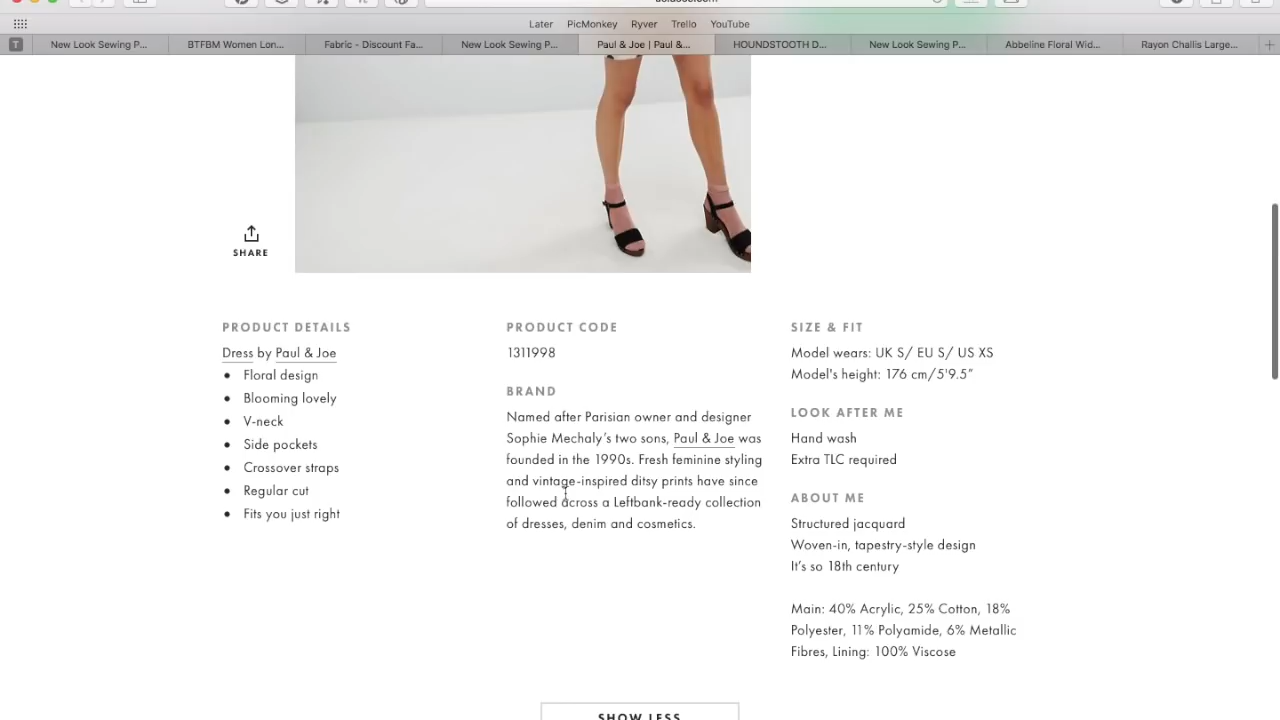 Later PicMonkey Ryver Trello YouTube
T New Look Sewing P... BTFBM Women Lon... Fabric - Discount Fa... New Look Sewing P... Paul & Joe | Paul &... HOUNDSTOOTH D... New Look Sewing P... Abbeline Floral Wid... Rayon Challis Large...
SHARE
PRODUCT DETAILS
Dress by Paul & Joe
Floral design
Blooming lovely
V-neck
Side pockets
Crossover straps
Regular cut
Fits you just right
PRODUCT CODE
1311998
BRAND
Named after Parisian owner and designer
Sophie Mechaly's two sons, Paul & Joe was
founded in the 1990s. Fresh feminine styling
and vintage-inspired ditsy prints have since
followed across a Leftbank-ready collection
of dresses, denim and cosmetics.
SIZE & FIT
Model wears: UK S/ EU S/ US XS
Model's height: 176 cm/5'9.5"
LOOK AFTER ME
Hand wash
Extra TLC required
ABOUT ME
Structured jacquard
Woven-in, tapestry-style design
It's so 18th century
Main: 40% Acrylic, 25% Cotton, 18%
Polyester, 11% Polyamide, 6% Metallic
Fibres, Lining: 100% Viscose
SHOW LESS